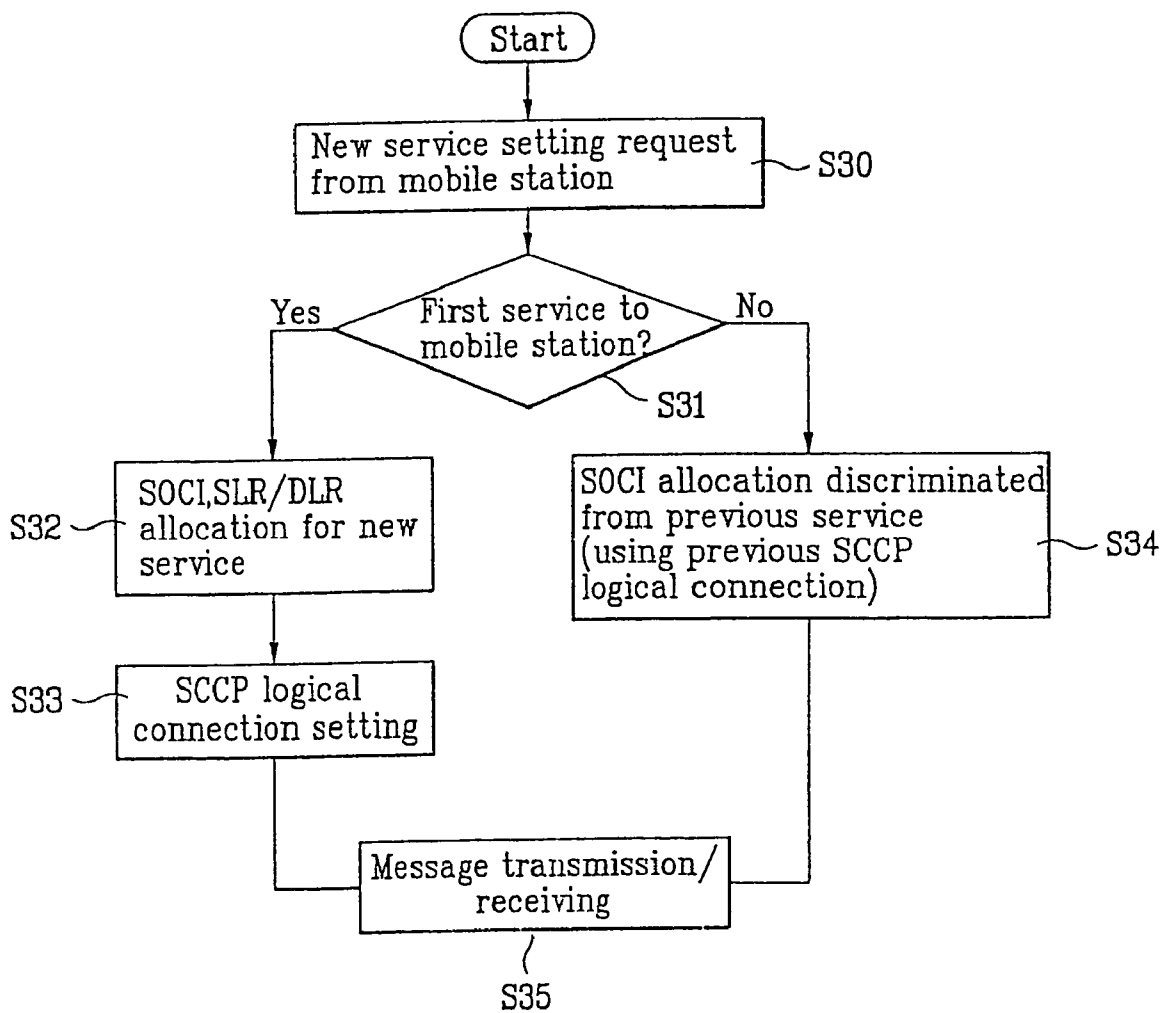 Start
New service setting request
from mobile station
S30
First service to
mobile station?
Yes
No
S31
SOCI,SLR/DLR
allocation for new
service
S32
SOCI allocation discriminated
from previous service
(using previous SCCP
logical connection)
S34
SCCP logical
connection setting
S33
Message transmission/
receiving
S35